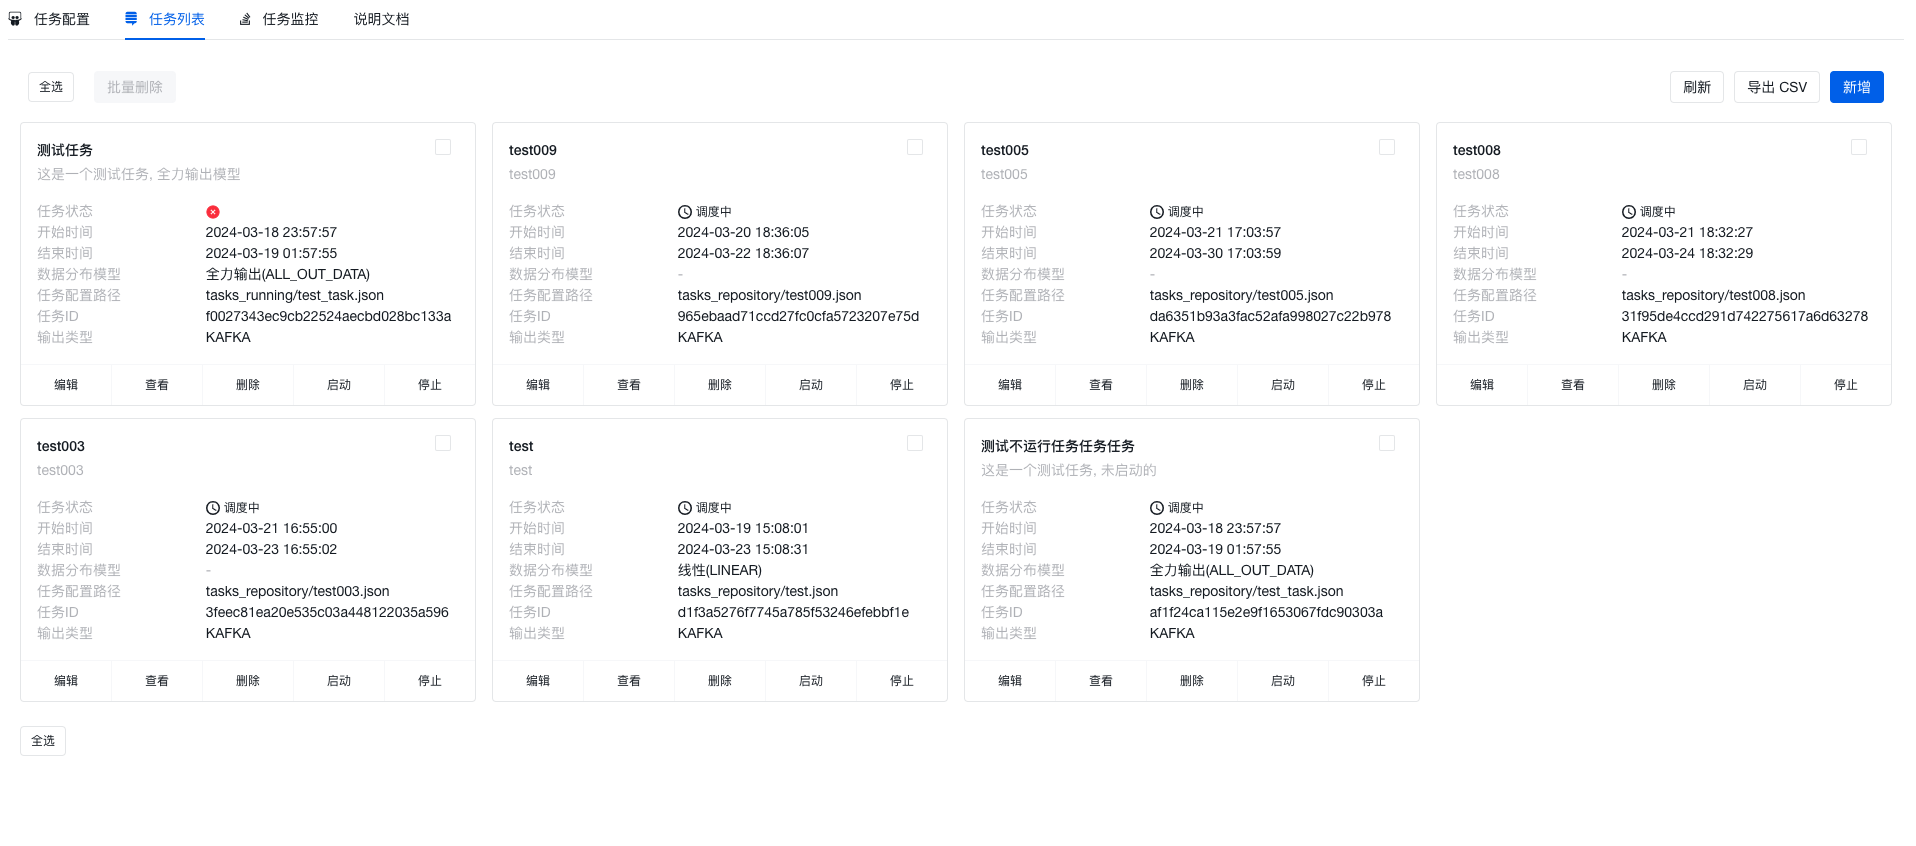 任务配置 任务列表 任务监控 说明文档
全选 批量删除 刷新 导出 CSV 新增
测试任务
这是一个测试任务, 全力输出模型
任务状态
开始时间 2024-03-18 23:57:57
结束时间 2024-03-19 01:57:55
数据分布模型 全力输出(ALL_OUT_DATA)
任务配置路径 tasks_running/test_task.json
任务ID f0027343ec9cb22524aecbd028bc133a
输出类型 KAFKA
编辑 查看 删除 启动 停止
test009
test009
任务状态 调度中
开始时间 2024-03-20 18:36:05
结束时间 2024-03-22 18:36:07
数据分布模型 -
任务配置路径 tasks_repository/test009.json
任务ID 965ebaad71ccd27fc0cfa5723207e75d
输出类型 KAFKA
编辑 查看 删除 启动 停止
test005
test005
任务状态 调度中
开始时间 2024-03-21 17:03:57
结束时间 2024-03-30 17:03:59
数据分布模型 -
任务配置路径 tasks_repository/test005.json
任务ID da6351b93a3fac52afa998027c22b978
输出类型 KAFKA
编辑 查看 删除 启动 停止
test008
test008
任务状态 调度中
开始时间 2024-03-21 18:32:27
结束时间 2024-03-24 18:32:29
数据分布模型 -
任务配置路径 tasks_repository/test008.json
任务ID 31f95de4ccd291d742275617a6d63278
输出类型 KAFKA
编辑 查看 删除 启动 停止
test003
test003
任务状态 调度中
开始时间 2024-03-21 16:55:00
结束时间 2024-03-23 16:55:02
数据分布模型 -
任务配置路径 tasks_repository/test003.json
任务ID 3feec81ea20e535c03a448122035a596
输出类型 KAFKA
编辑 查看 删除 启动 停止
test
test
任务状态 调度中
开始时间 2024-03-19 15:08:01
结束时间 2024-03-23 15:08:31
数据分布模型 线性(LINEAR)
任务配置路径 tasks_repository/test.json
任务ID d1f3a5276f7745a785f53246efebbf1e
输出类型 KAFKA
编辑 查看 删除 启动 停止
测试不运行任务任务任务
这是一个测试任务, 未启动的
任务状态 调度中
开始时间 2024-03-18 23:57:57
结束时间 2024-03-19 01:57:55
数据分布模型 全力输出(ALL_OUT_DATA)
任务配置路径 tasks_repository/test_task.json
任务ID af1f24ca115e2e9f1653067fdc90303a
输出类型 KAFKA
编辑 查看 删除 启动 停止
全选